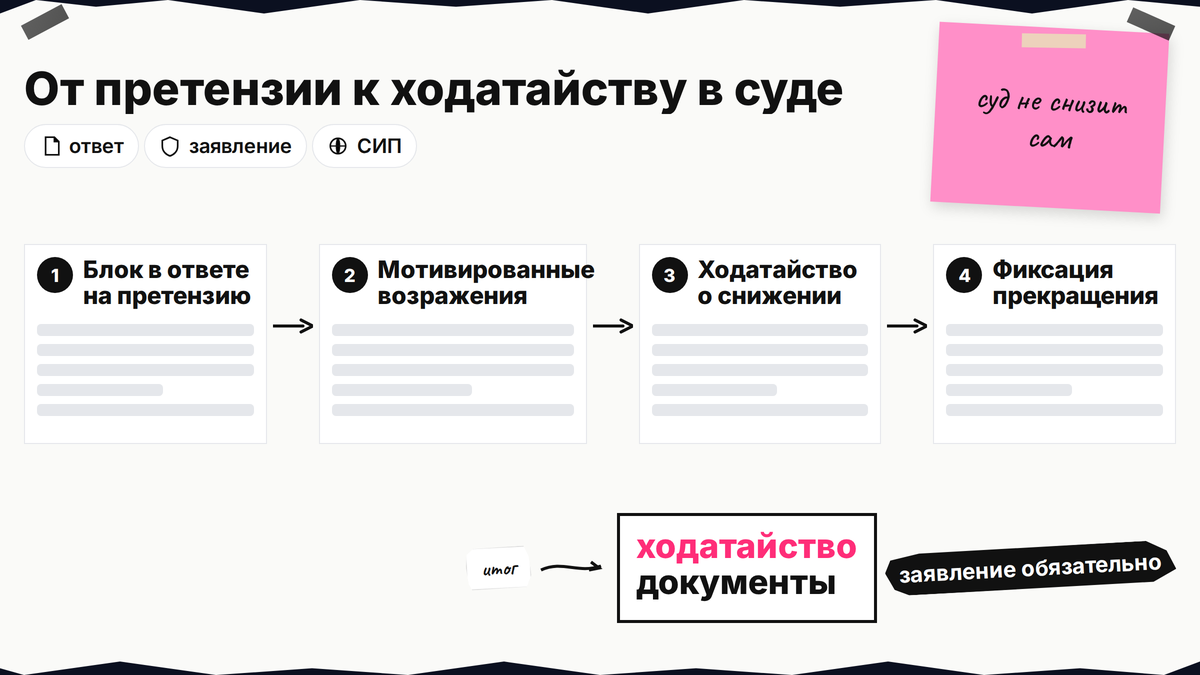 От претензии к ходатайству в суде
ответ
заявление
СИП
суд не снизит
сам
1
Блок в ответе
на претензию
2
Мотивированные
возражения
3
Ходатайство
о снижении
4
Фиксация
прекращения
итог
ходатайство
документы
заявление обязательно